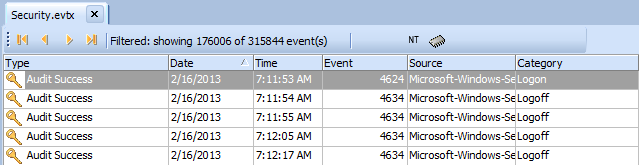 Security.evtx
Filtered: showing 176006 of 315844 event(s) NT
Type Date Time Event Source Category
Audit Success 2/16/2013 7:11:53 AM 4624 Microsoft-Windows-Se Logon
Audit Success 2/16/2013 7:11:54 AM 4634 Microsoft-Windows-Se Logoff
Audit Success 2/16/2013 7:11:55 AM 4634 Microsoft-Windows-Se Logoff
Audit Success 2/16/2013 7:12:05 AM 4634 Microsoft-Windows-Se Logoff
Audit Success 2/16/2013 7:12:17 AM 4634 Microsoft-Windows-Se Logoff